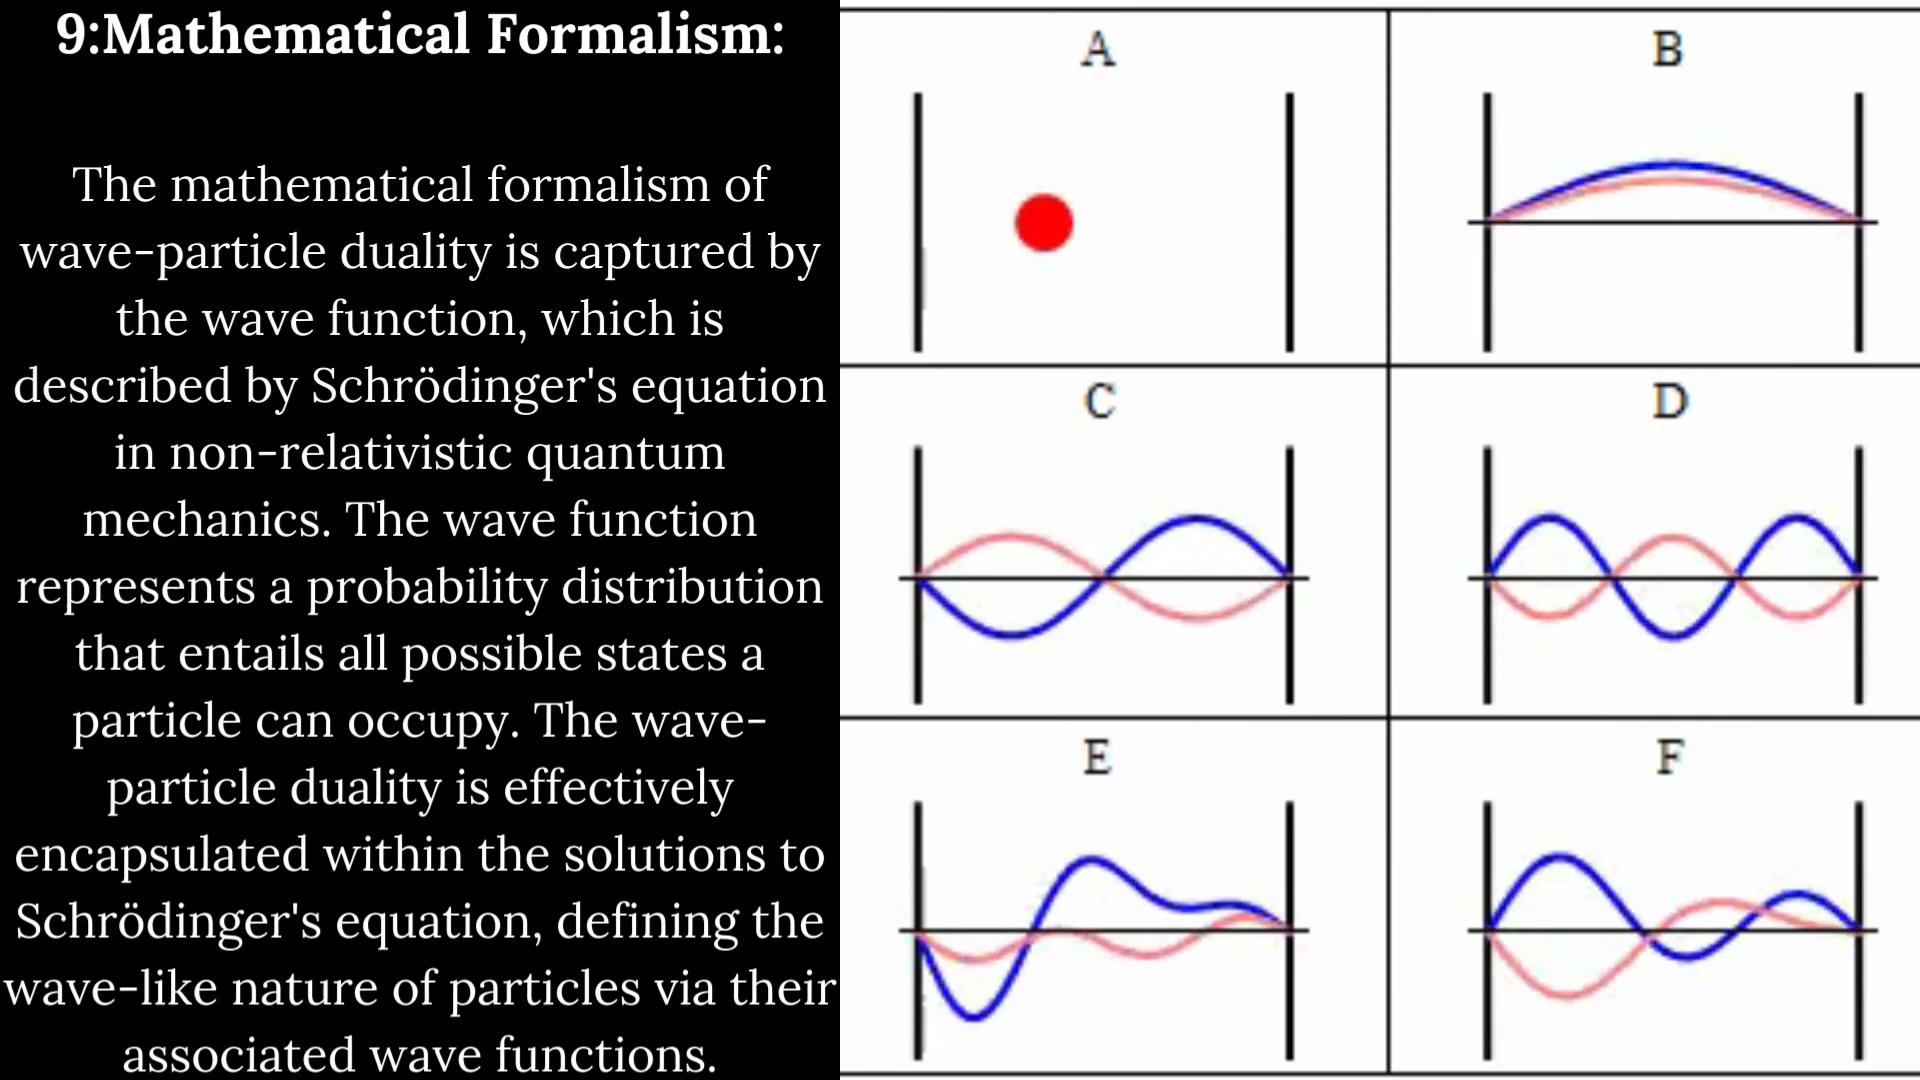 9:Mathematical Formalism:
The mathematical formalism of
wave-particle duality is captured by
the wave function, which is
described by Schrödinger's equation
in non-relativistic quantum
mechanics. The wave function
represents a probability distribution
that entails all possible states a
particle can occupy. The wave-
particle duality is effectively
encapsulated within the solutions to
Schrödinger's equation, defining the
wave-like nature of particles via their
associated wave functions.
A
B
C
D
E
F